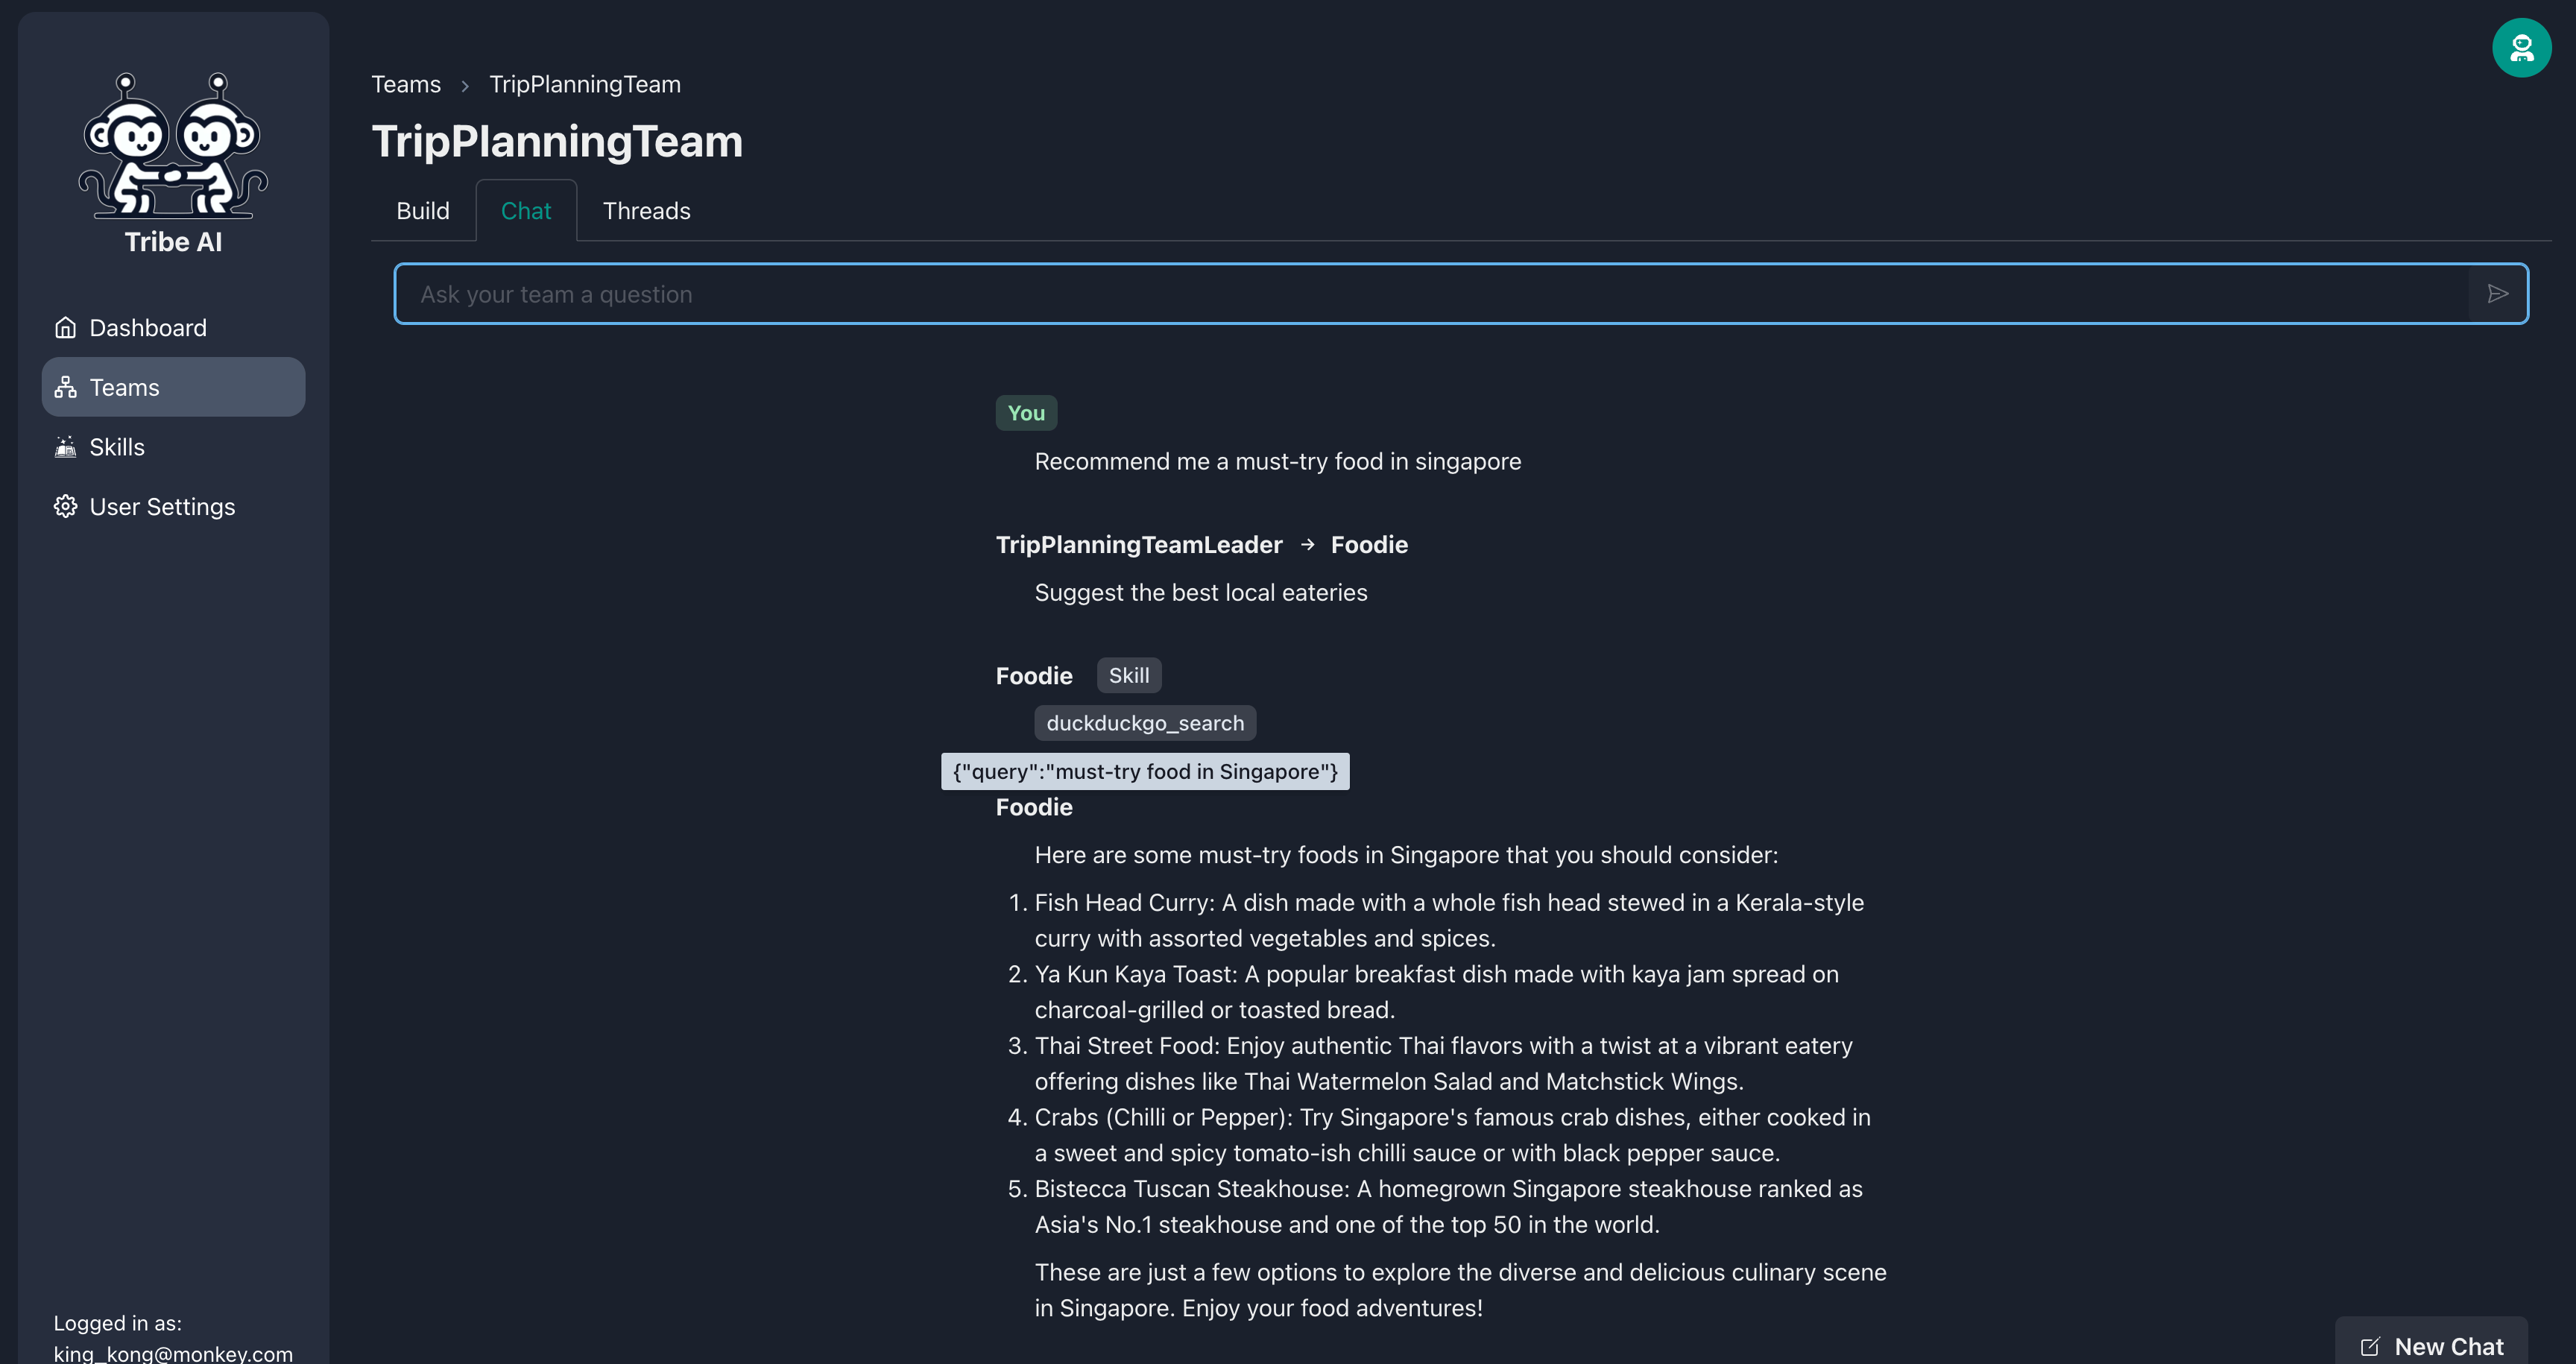 Tribe AI
Dashboard
Teams
Skills
User Settings
Logged in as:
king_kong@monkey.com
Teams > TripPlanningTeam
TripPlanningTeam
Build Chat Threads
Ask your team a question
You
Recommend me a must-try food in singapore
TripPlanningTeamLeader → Foodie
Suggest the best local eateries
Foodie Skill
duckduckgo_search
{"query":"must-try food in Singapore"}
Foodie
Here are some must-try foods in Singapore that you should consider:
1. Fish Head Curry: A dish made with a whole fish head stewed in a Kerala-style
curry with assorted vegetables and spices.
2. Ya Kun Kaya Toast: A popular breakfast dish made with kaya jam spread on
charcoal-grilled or toasted bread.
3. Thai Street Food: Enjoy authentic Thai flavors with a twist at a vibrant eatery
offering dishes like Thai Watermelon Salad and Matchstick Wings.
4. Crabs (Chilli or Pepper): Try Singapore's famous crab dishes, either cooked in
a sweet and spicy tomato-ish chilli sauce or with black pepper sauce.
5. Bistecca Tuscan Steakhouse: A homegrown Singapore steakhouse ranked as
Asia's No.1 steakhouse and one of the top 50 in the world.
These are just a few options to explore the diverse and delicious culinary scene
in Singapore. Enjoy your food adventures!
New Chat